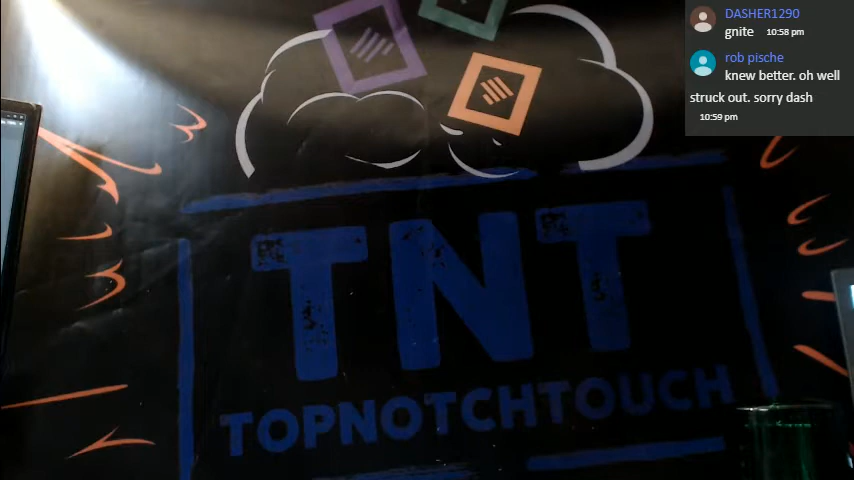 DASHER1290
gnite 10:58 pm
rob pische
knew better. oh well
struck out. sorry dash
10:59 pm
TNT
TOPNOTCHTOUCH